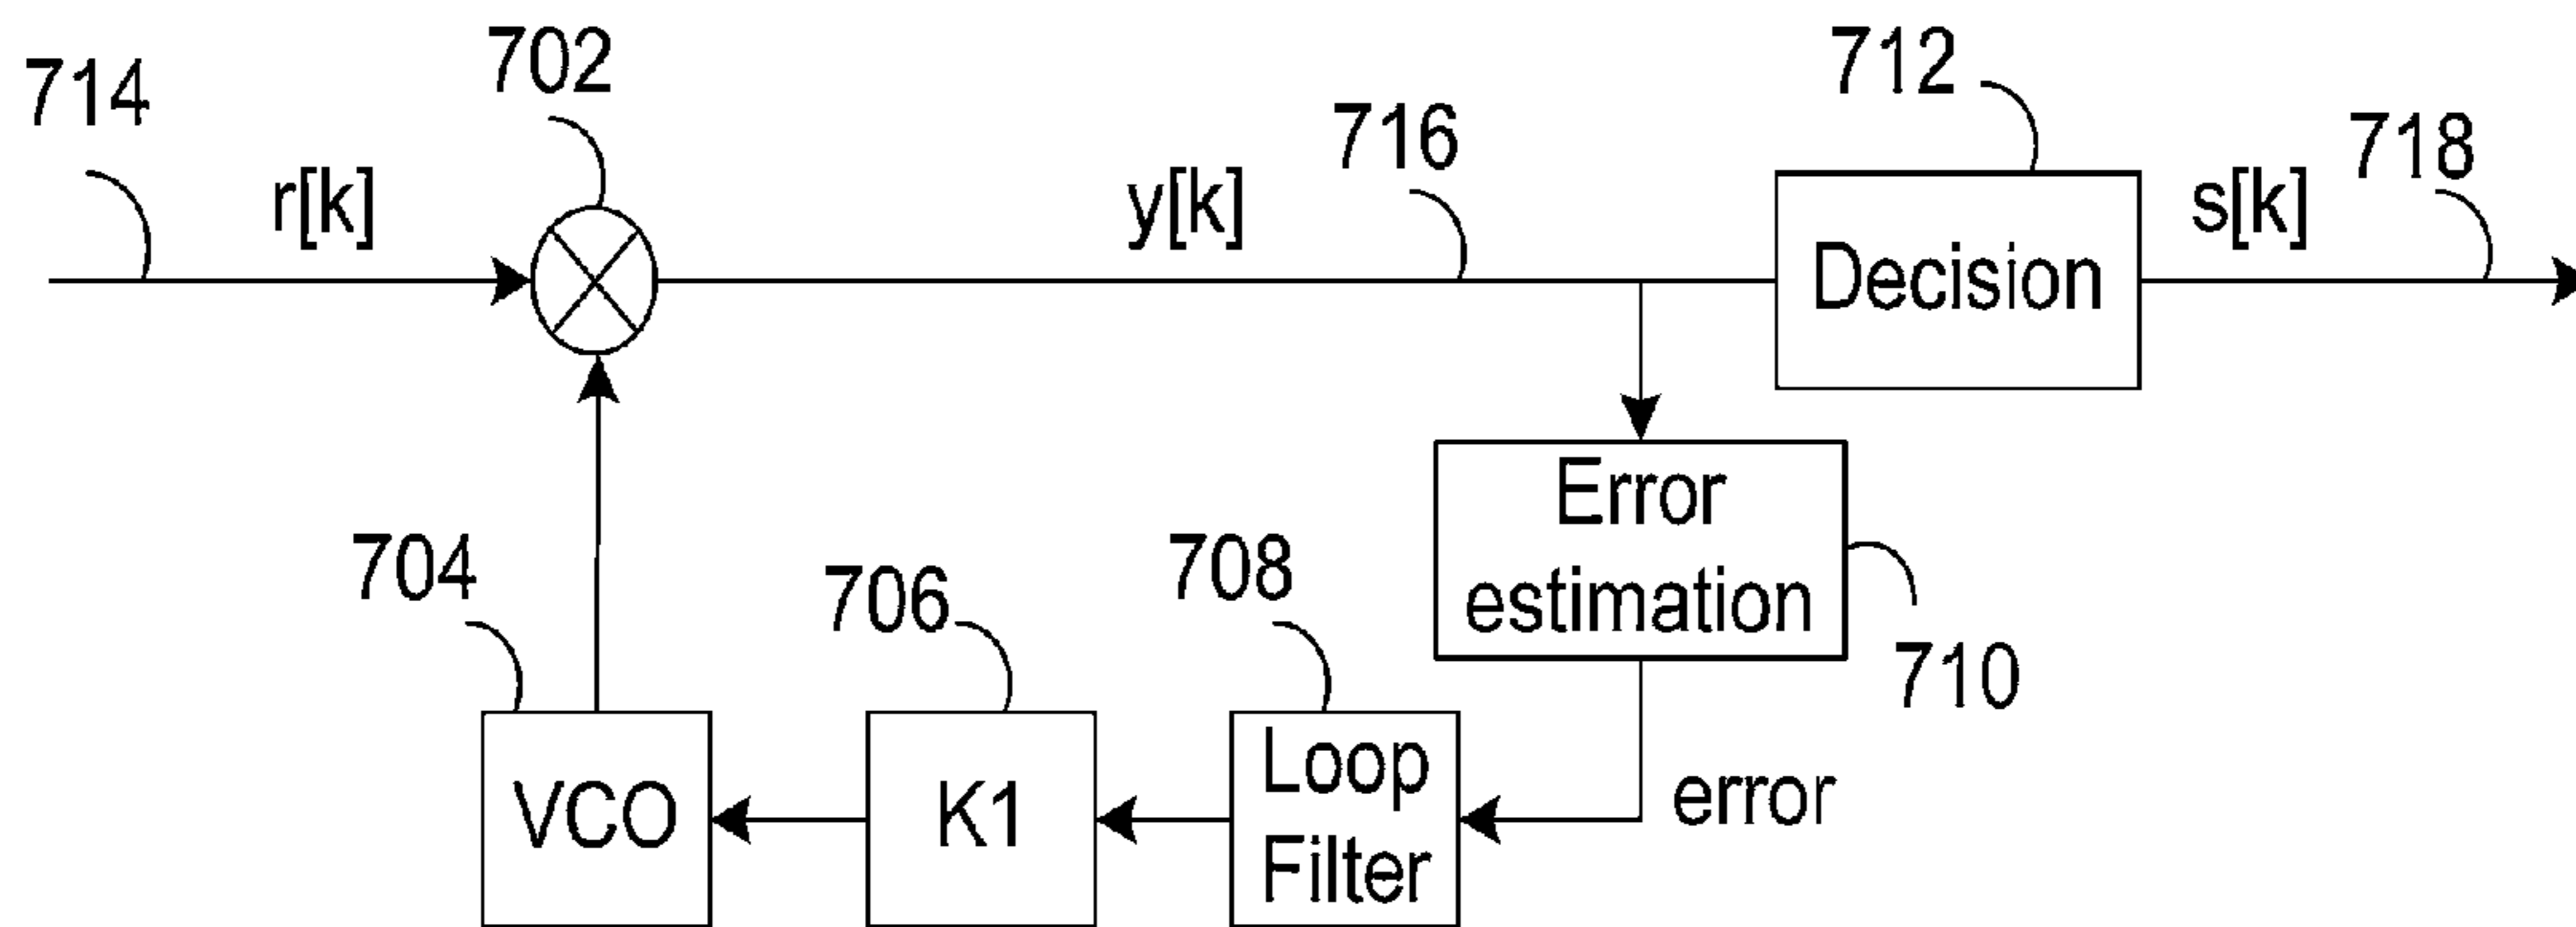 714
702
712
716
718
r[k]
y[k]
s[k]
Decision
Error
estimation
704
706
708
710
VCO
K1
Loop
Filter
error